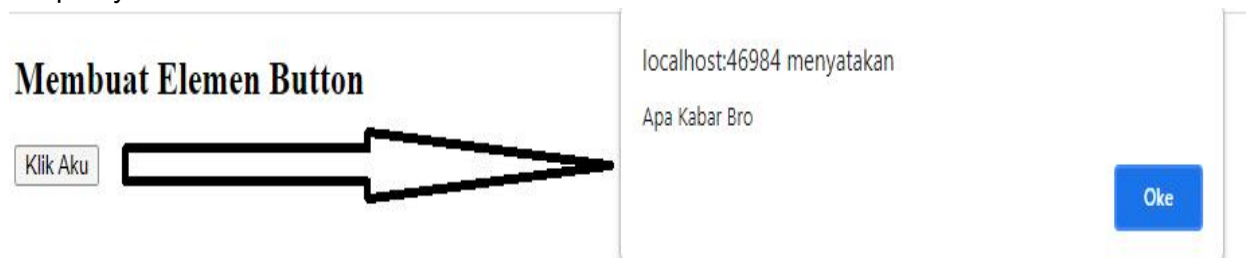 Membuat Elemen Button
Klik Aku
localhost:46984 menyatakan
Apa Kabar Bro
Oke